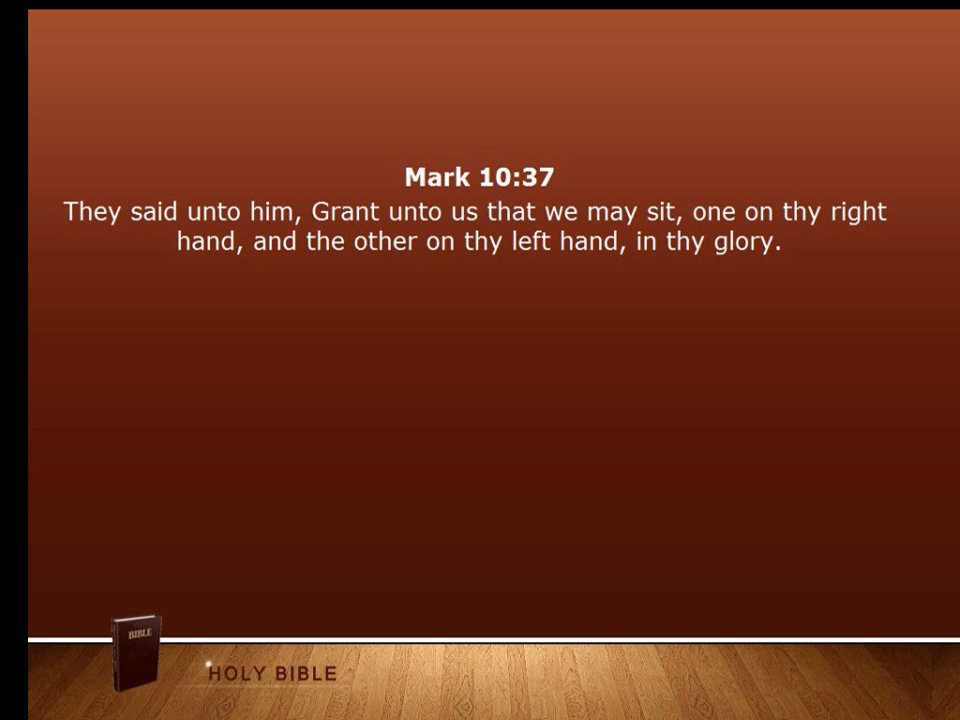 Mark 10:37
They said unto him, Grant unto us that we may sit, one on thy right
hand, and the other on thy left hand, in thy glory.
BIBLE
HOLY BIBLE